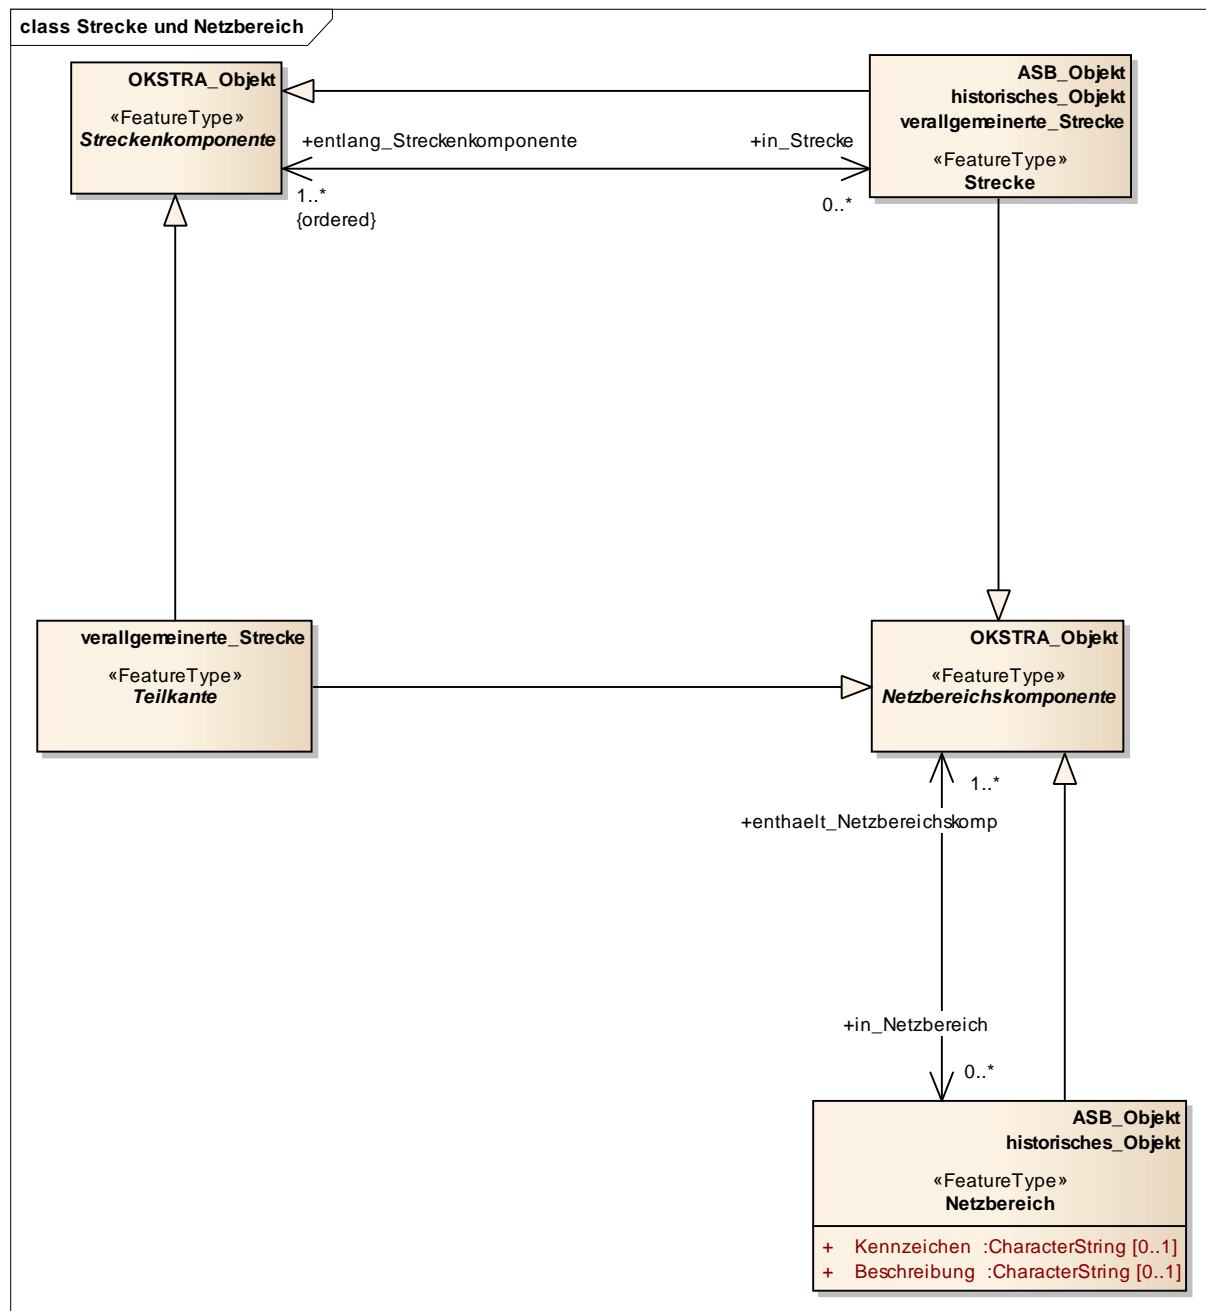 class Strecke und Netzbereich
OKSTRA_Objekt
«FeatureType»
Streckenkomponente
ASB_Objekt
historisches_Objekt
verallgemeinerte_Strecke
«FeatureType»
Strecke
+entlang_Streckenkomponente
+in_Strecke
1..*
{ordered}
0..*
verallgemeinerte_Strecke
«FeatureType»
Teilkante
OKSTRA_Objekt
«FeatureType»
Netzbereichskomponente
1..*
+enthaelt_Netzbereichskomp
+in_Netzbereich
0..*
ASB_Objekt
historisches_Objekt
«FeatureType»
Netzbereich
+ Kennzeichen :CharacterString [0..1]
+ Beschreibung :CharacterString [0..1]